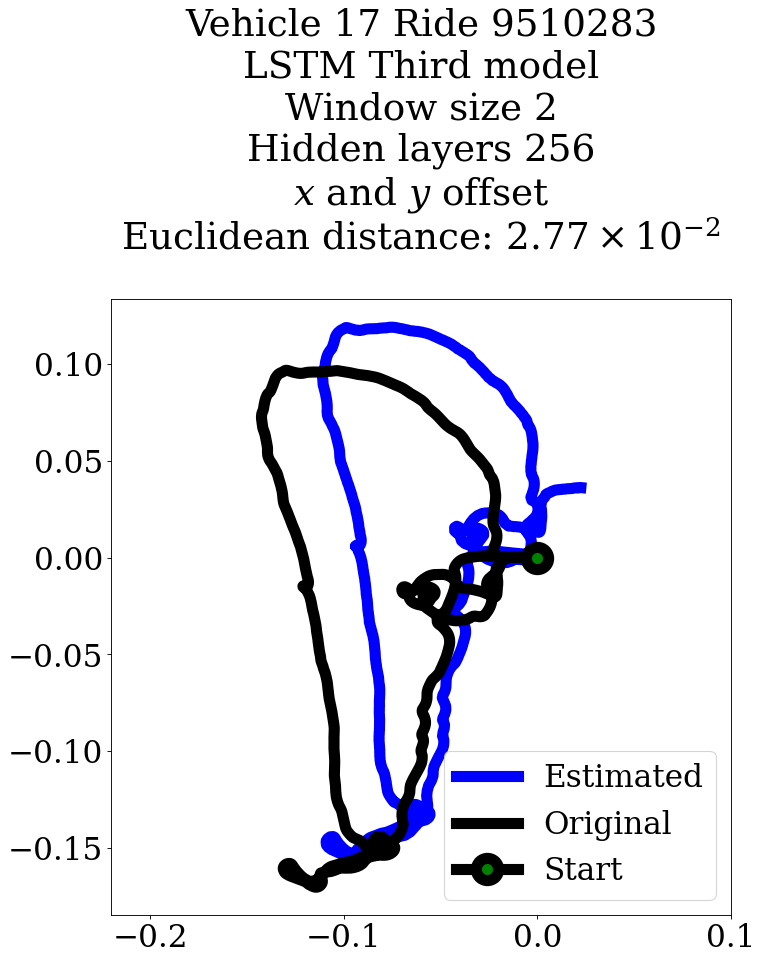 Vehicle 17 Ride 9510283
LSTM Third model
Window size 2
Hidden layers 256
x and y offset
Euclidean distance: 2.77 × 10⁻²
0.10
0.05
0.00
−0.05
−0.10
−0.15
Estimated
Original
Start
−0.2
−0.1
0.0
0.1